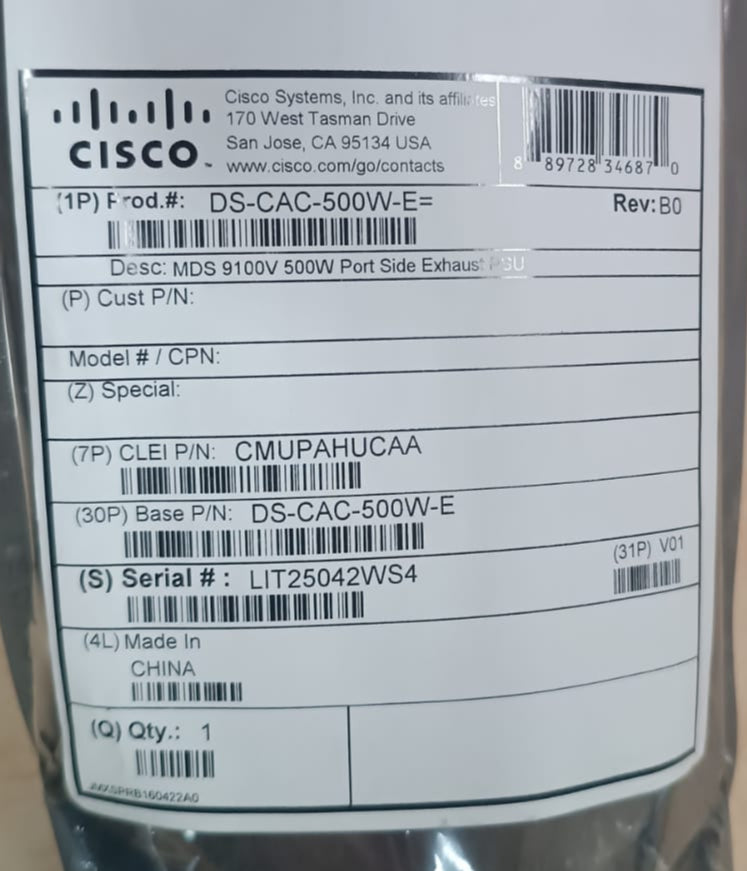 Cisco Systems, Inc. and its affiliates
170 West Tasman Drive
San Jose, CA 95134 USA
www.cisco.com/go/contacts
CISCO™
8 89728 34687 0
(1P) Prod.#: DS-CAC-500W-E=
Rev: B0
Desc: MDS 9100V 500W Port Side Exhaust PSU
(P) Cust P/N:
Model # / CPN:
(Z) Special:
(7P) CLEI P/N: CMUPAHUCAA
(30P) Base P/N: DS-CAC-500W-E
(S) Serial # : LIT25042WS4
(31P) V01
(4L) Made In
CHINA
(Q) Qty.: 1